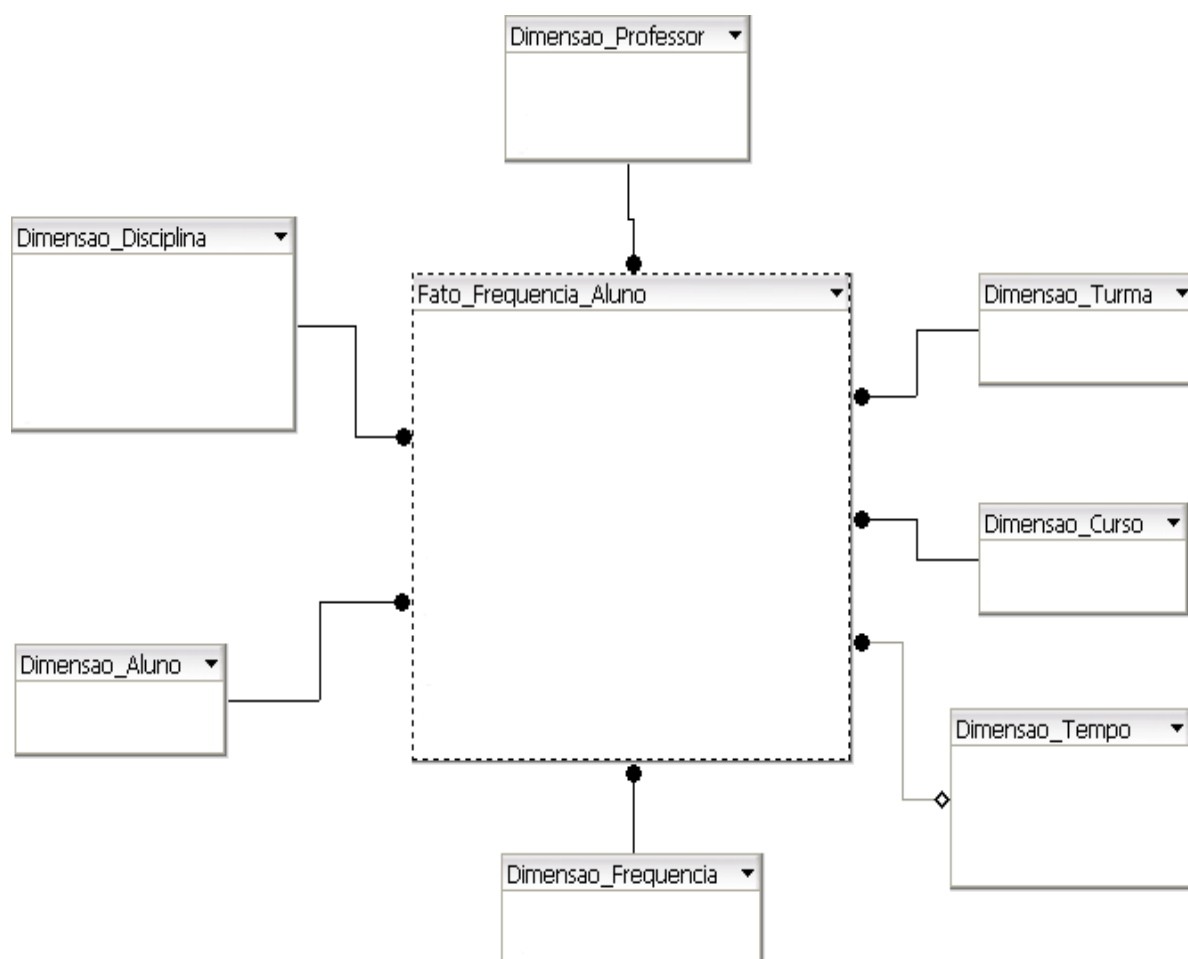 Dimensao_Professor
Dimensao_Disciplina
Fato_Frequencia_Aluno
Dimensao_Turma
Dimensao_Curso
Dimensao_Aluno
Dimensao_Tempo
Dimensao_Frequencia